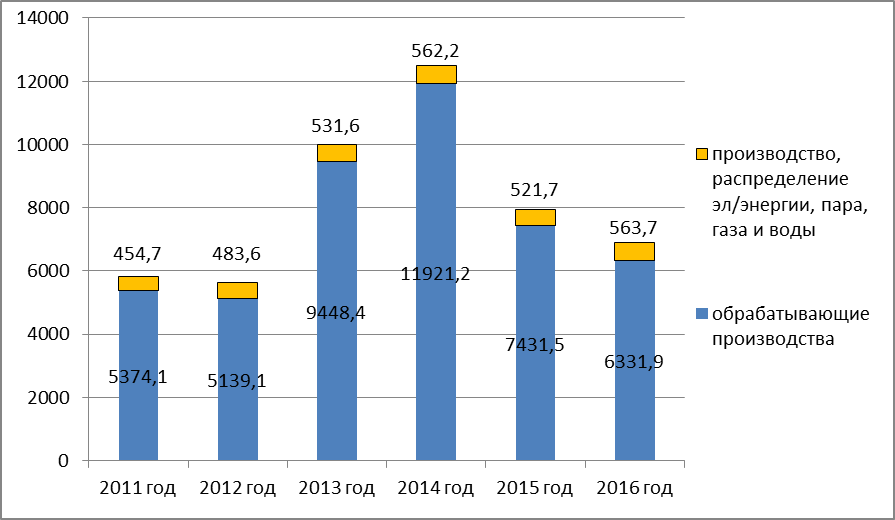 14000
12000
10000
8000
6000
4000
2000
0
454,7
483,6
531,6
562,2
521,7
563,7
5374,1
5139,1
9448,4
11921,2
7431,5
6331,9
2011 год
2012 год
2013 год
2014 год
2015 год
2016 год
производство,
распределение
эл/энергии, пара,
газа и воды
обрабатывающие
производства